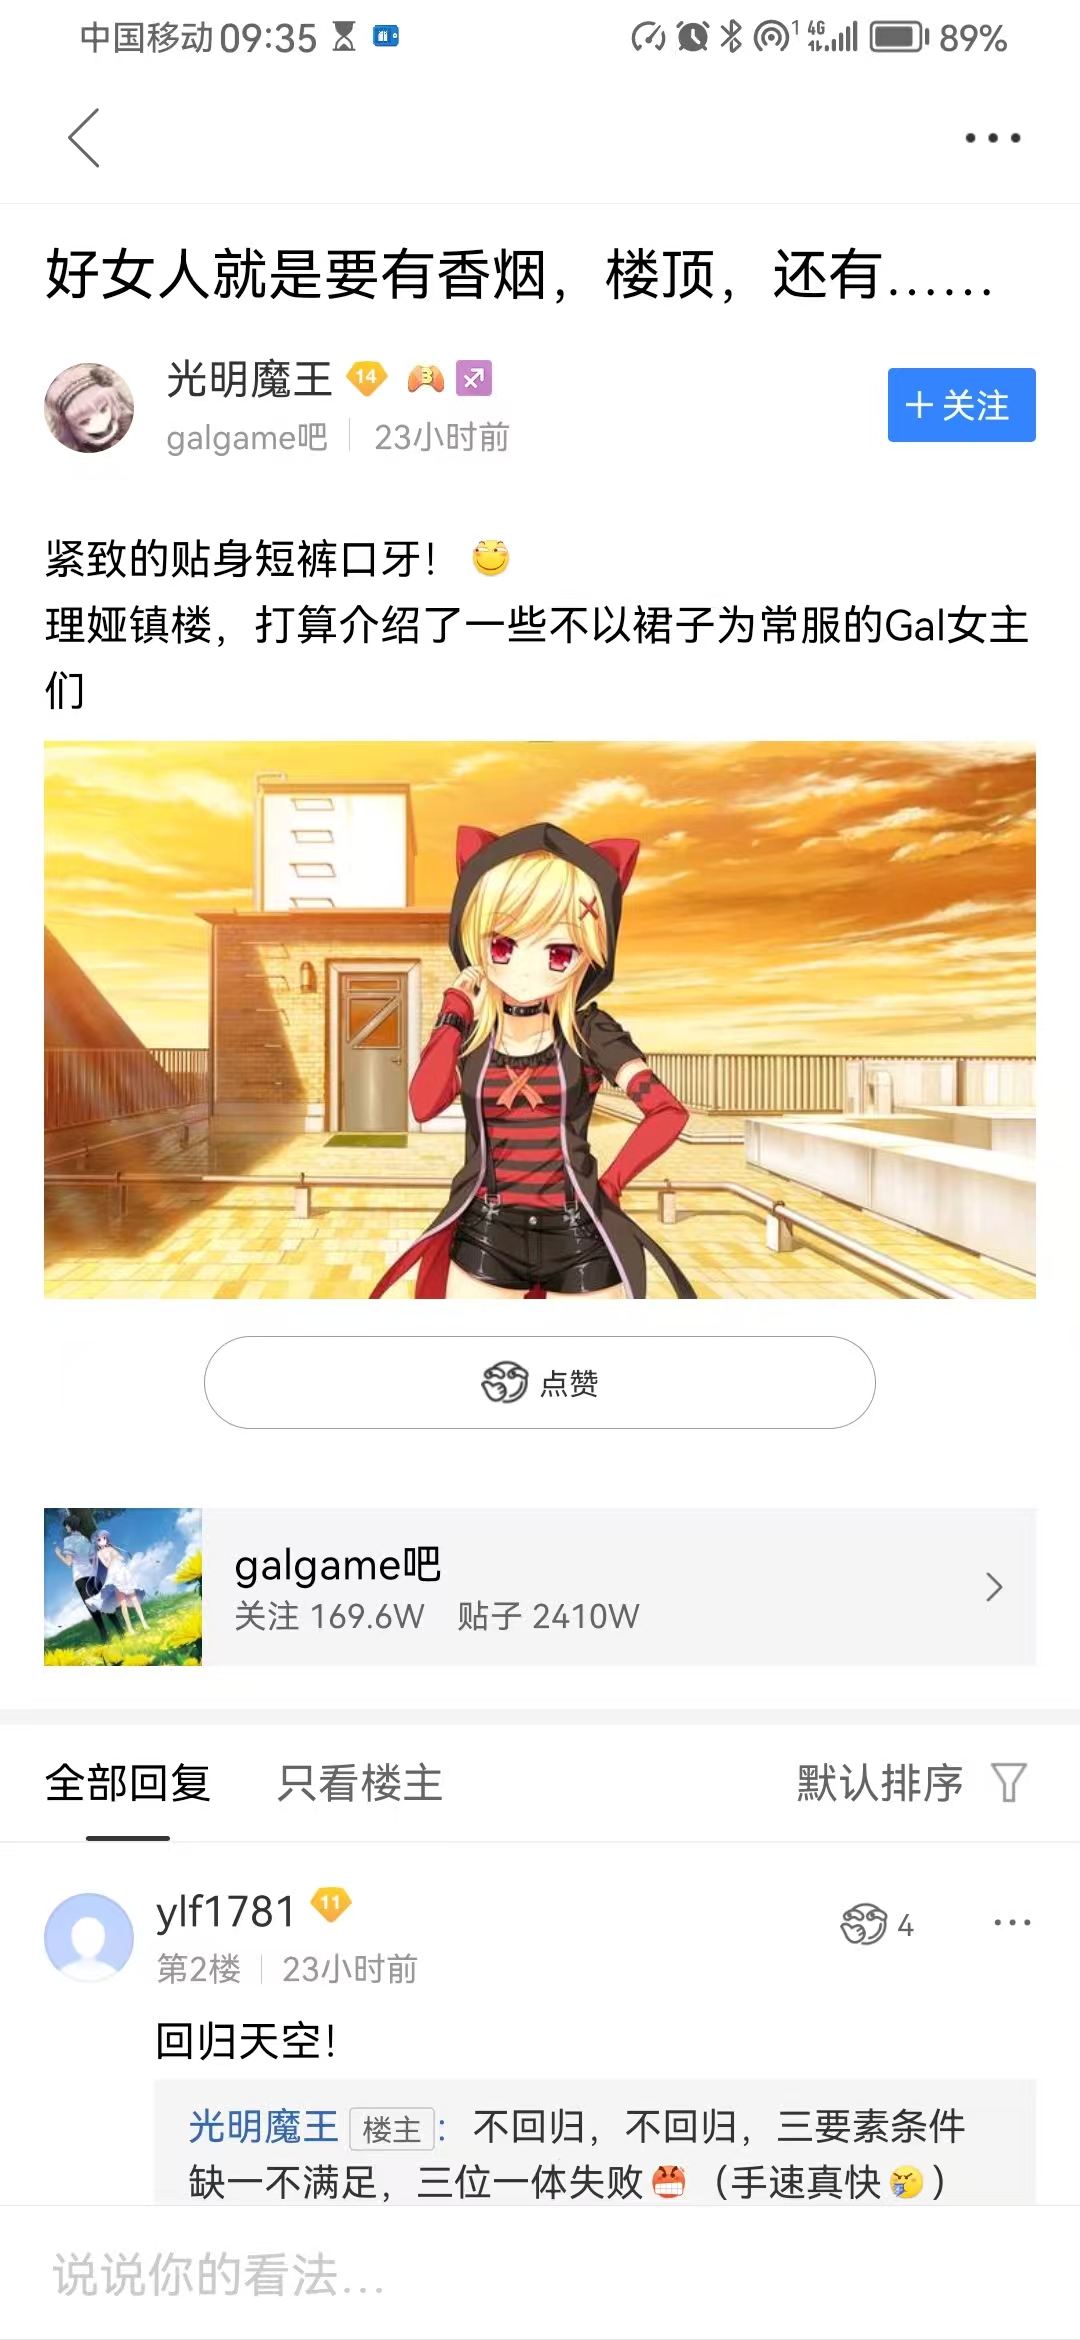 中国移动 09:35 1 4G 89%
好女人就是要有香烟，楼顶，还有……
光明魔王 14 3
galgame吧 23小时前
+ 关注
紧致的贴身短裤口牙！
理娅镇楼，打算介绍了一些不以裙子为常服的Gal女主
们
点赞
galgame吧
关注 169.6W 贴子 2410W
全部回复 只看楼主 默认排序
ylf1781 11
4
第2楼 23小时前
回归天空！
光明魔王 楼主：不回归，不回归，三要素条件
缺一不满足，三位一体失败（手速真快）
说说你的看法...